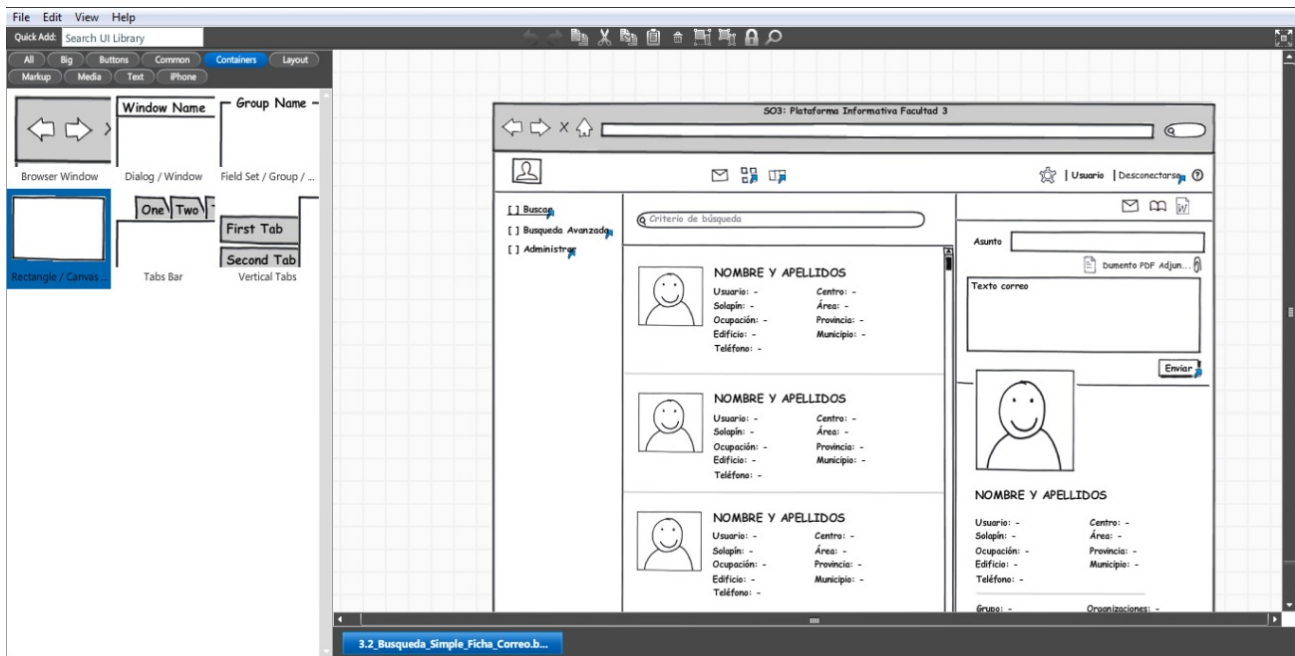 File Edit View Help
Quick Add: Search UI Library
All Big Buttons Common Containers Layout
Markup Media Text iPhone
Window Name
Group Name
Browser Window Dialog / Window Field Set / Group / ...
One Two
First Tab
Second Tab
Rectangle / Canvas ... Tabs Bar Vertical Tabs
SO3: Plataforma Informativa Facultad 3
| Usuario | Desconectarse
[ ] Buscar
[ ] Busqueda Avanzada
[ ] Administrar
Criterio de búsqueda
NOMBRE Y APELLIDOS
Usuario: - Centro: -
Solapín: - Área: -
Ocupación: - Provincia: -
Edificio: - Municipio: -
Teléfono: -
NOMBRE Y APELLIDOS
Usuario: - Centro: -
Solapín: - Área: -
Ocupación: - Provincia: -
Edificio: - Municipio: -
Teléfono: -
NOMBRE Y APELLIDOS
Usuario: - Centro: -
Solapín: - Área: -
Ocupación: - Provincia: -
Edificio: - Municipio: -
Teléfono: -
Asunto
Dumento PDF Adjun...
Texto correo
Enviar
NOMBRE Y APELLIDOS
Usuario: - Centro: -
Solapín: - Área: -
Ocupación: - Provincia: -
Edificio: - Municipio: -
Teléfono: -
Grupo: - Organizaciones: -
3.2_Busqueda_Simple_Ficha_Correo.b...